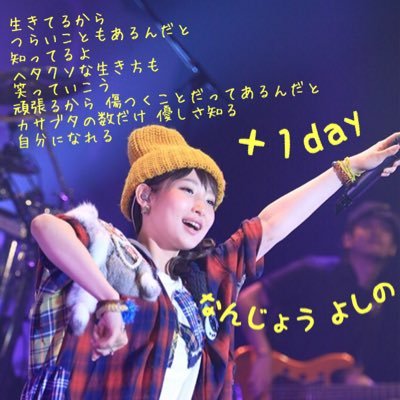 生きてるから
つらいこともあるんだと
知ってるよ
ヘタクソな生き方も
笑っていこう
頑張るから 傷つくことだってあるんだと
カサブタの数だけ 優しさ知る
自分になれる
+1day
なんじょう よしの